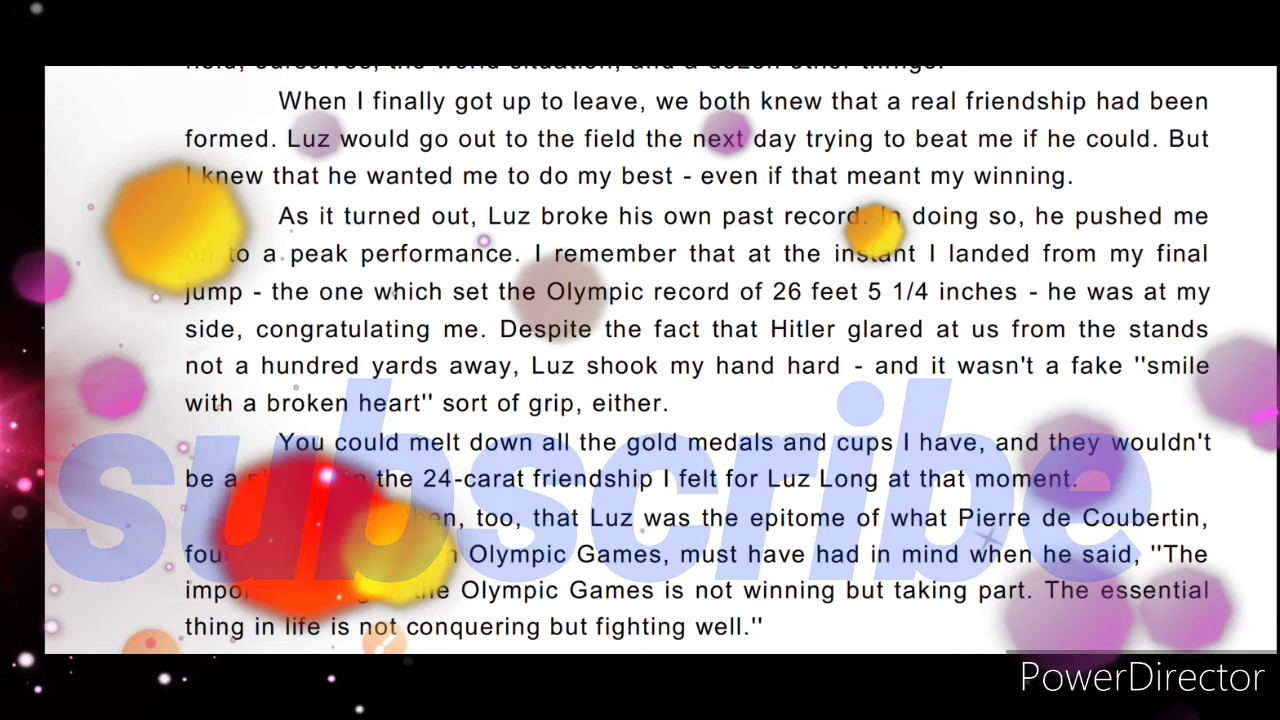 When I finally got up to leave, we both knew that a real friendship had been
formed. Luz would go out to the field the next day trying to beat me if he could. But
I knew that he wanted me to do my best - even if that meant my winning.
As it turned out, Luz broke his own past record. In doing so, he pushed me
on to a peak performance. I remember that at the instant I landed from my final
jump - the one which set the Olympic record of 26 feet 5 1/4 inches - he was at my
side, congratulating me. Despite the fact that Hitler glared at us from the stands
not a hundred yards away, Luz shook my hand hard - and it wasn't a fake "smile
with a broken heart" sort of grip, either.
You could melt down all the gold medals and cups I have, and they wouldn't
be a the 24-carat friendship I felt for Luz Long at that moment.
too, that Luz was the epitome of what Pierre de Coubertin,
Olympic Games, must have had in mind when he said, "The
the Olympic Games is not winning but taking part. The essential
thing in life is not conquering but fighting well."
subscribe
PowerDirector